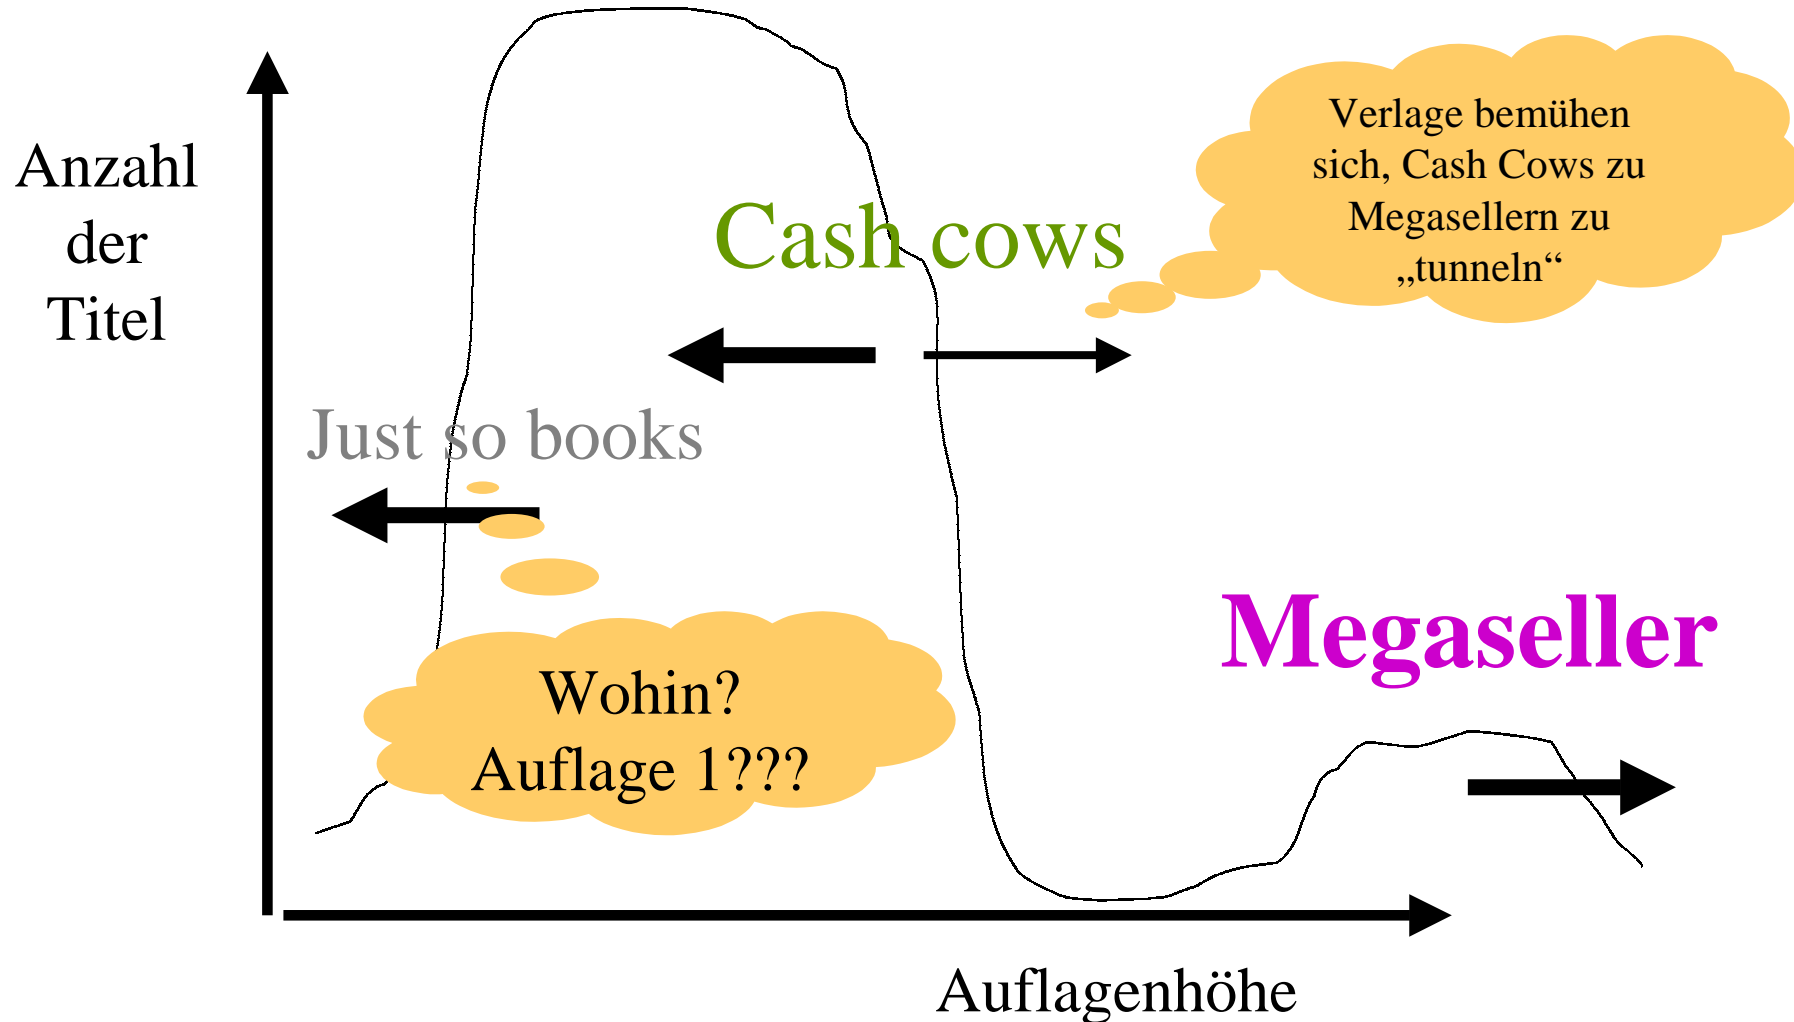 Anzahl
der
Titel
Verlage bemühen
sich, Cash Cows zu
Megasellern zu
„tunneln“
Cash cows
Just so books
Megaseller
Wohin?
Auflage 1???
Auflagenhöhe